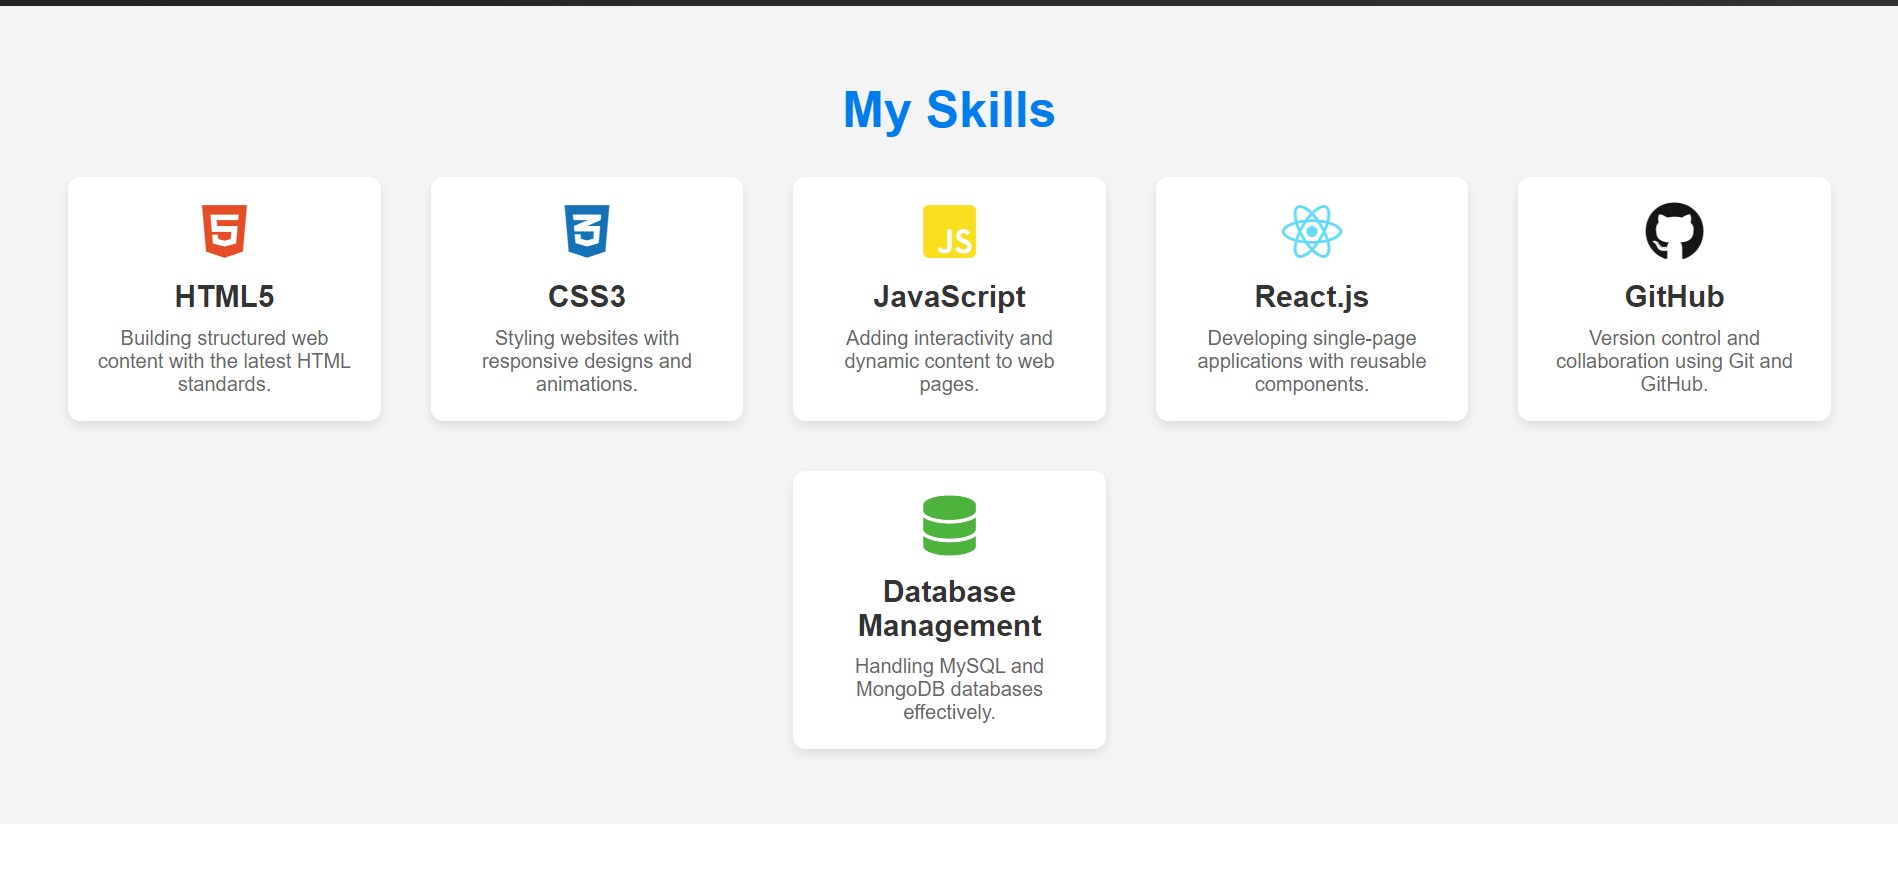 My Skills
HTML5
Building structured web
content with the latest HTML
standards.
CSS3
Styling websites with
responsive designs and
animations.
JS
JavaScript
Adding interactivity and
dynamic content to web
pages.
React.js
Developing single-page
applications with reusable
components.
GitHub
Version control and
collaboration using Git and
GitHub.
Database
Management
Handling MySQL and
MongoDB databases
effectively.